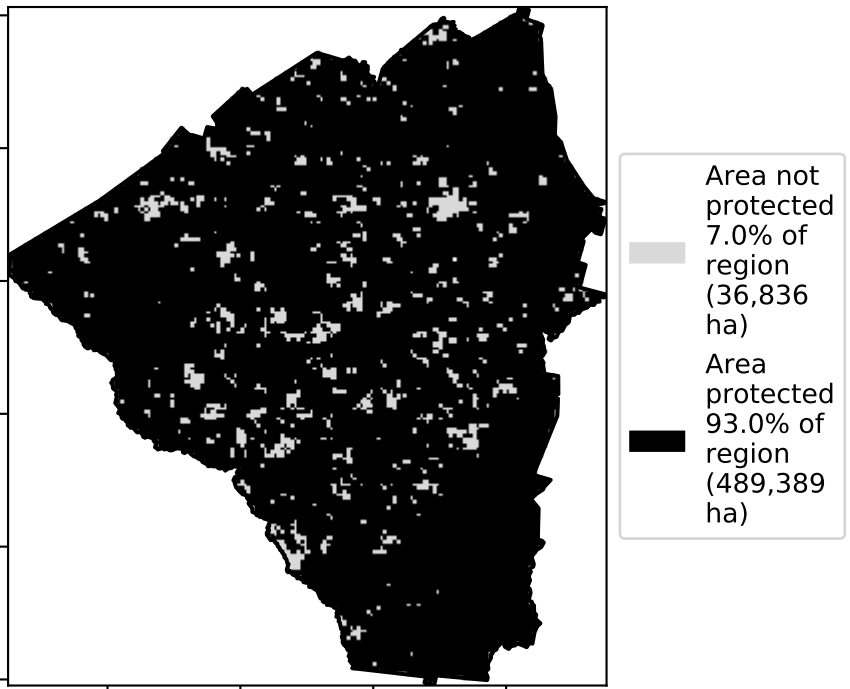 Area not
protected
7.0% of
region
(36,836
ha)
Area
protected
93.0% of
region
(489,389
ha)